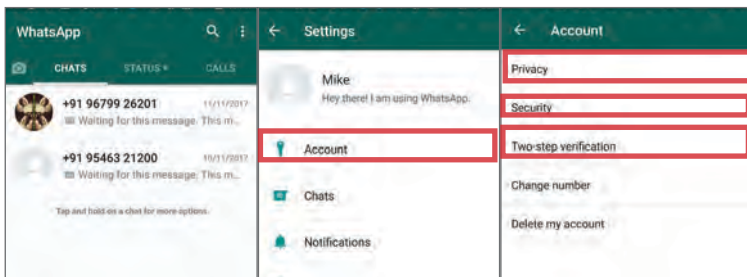 WhatsApp
CHATS
STATUS
CALLS
+91 96799 26201
11/11/2017
Waiting for this message. This m...
+91 95463 21200
10/11/2017
Waiting for this message. This m...
Tap and hold on a chat for more options.
Settings
Mike
Hey there! I am using WhatsApp.
Account
Chats
Notifications
Account
Privacy
Security
Two-step verification
Change number
Delete my account